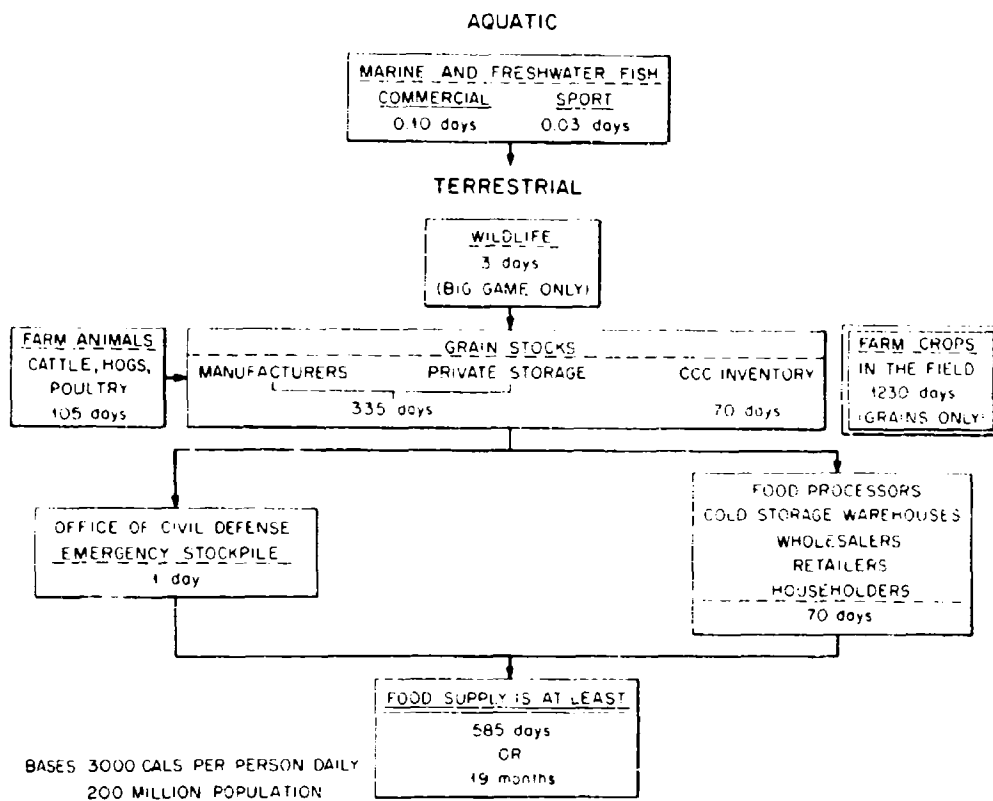 AQUATIC
MARINE AND FRESHWATER FISH
COMMERCIAL SPORT
0.10 days 0.03 days
TERRESTRIAL
WILDLIFE
3 days
(BIG GAME ONLY)
FARM ANIMALS
CATTLE, HOGS,
POULTRY
105 days
GRAIN STOCKS
MANUFACTURERS PRIVATE STORAGE CCC INVENTORY
335 days 70 days
FARM CROPS
IN THE FIELD
1230 days
(GRAINS ONLY)
OFFICE OF CIVIL DEFENSE
EMERGENCY STOCKPILE
1 day
FOOD PROCESSORS
COLD STORAGE WAREHOUSES
WHOLESALERS
RETAILERS
HOUSEHOLDERS
70 days
FOOD SUPPLY IS AT LEAST
585 days
OR
19 months
BASES 3000 CALS PER PERSON DAILY
200 MILLION POPULATION